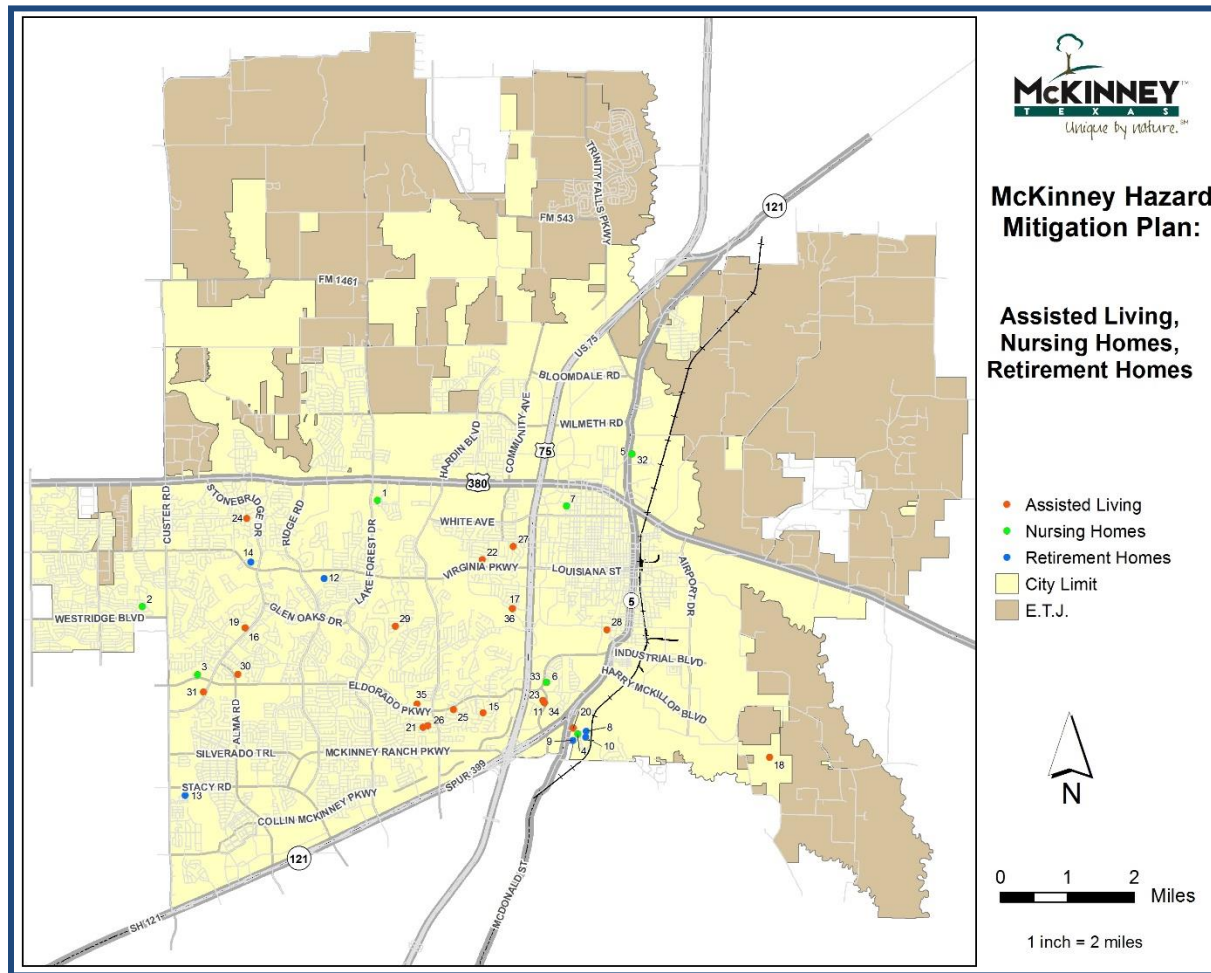 McKINNEY™
TEXAS
Unique by nature.℠
McKinney Hazard
Mitigation Plan:
Assisted Living,
Nursing Homes,
Retirement Homes
Assisted Living
Nursing Homes
Retirement Homes
City Limit
E.T.J.
N
0 1 2 Miles
1 inch = 2 miles
TRINITY FALLS PKWY
121
FM 543
FM 1461
US 75
BLOOMDALE RD
COMMUNITY AVE
HARDIN BLVD
WILMETH RD
75
5
32
380
CUSTER RD
STONEBRIDGE DR
RIDGE RD
LAKE FOREST DR
1
7
24
WHITE AVE
27
14
22
VIRGINIA PKWY
LOUISIANA ST
AIRPORT DR
12
2
WESTRIDGE BLVD
GLEN OAKS DR
17
36
5
19
16
29
28
INDUSTRIAL BLVD
HARRY MCKILLOP BLVD
3
30
33
6
31
ELDORADO PKWY
35
23
11
34
ALMA RD
21
26
25
15
20
8
9
4
10
SILVERADO TRL
MCKINNEY RANCH PKWY
18
STACY RD
13
COLLIN MCKINNEY PKWY
SPUR 399
121
MCDONALD ST
SH 121